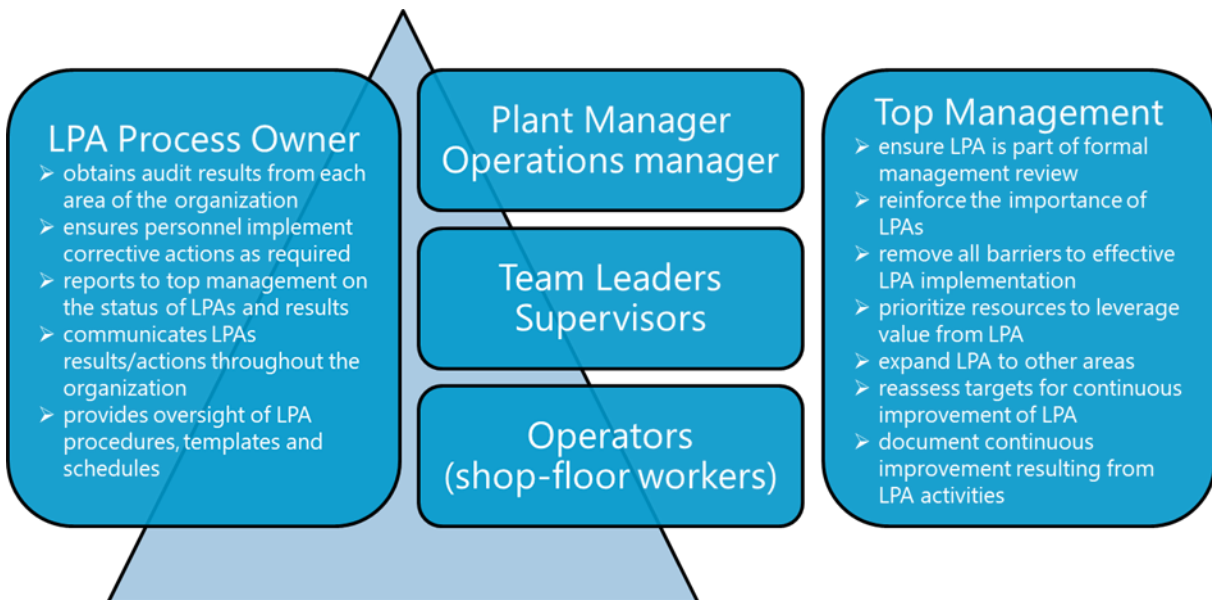 LPA Process Owner
➢ obtains audit results from each
area of the organization
➢ ensures personnel implement
corrective actions as required
➢ reports to top management on
the status of LPAs and results
➢ communicates LPAs
results/actions throughout the
organization
➢ provides oversight of LPA
procedures, templates and
schedules
Plant Manager
Operations manager
Team Leaders
Supervisors
Operators
(shop-floor workers)
Top Management
➢ ensure LPA is part of formal
management review
➢ reinforce the importance of
LPAs
➢ remove all barriers to effective
LPA implementation
➢ prioritize resources to leverage
value from LPA
➢ expand LPA to other areas
➢ reassess targets for continuous
improvement of LPA
➢ document continuous
improvement resulting from
LPA activities